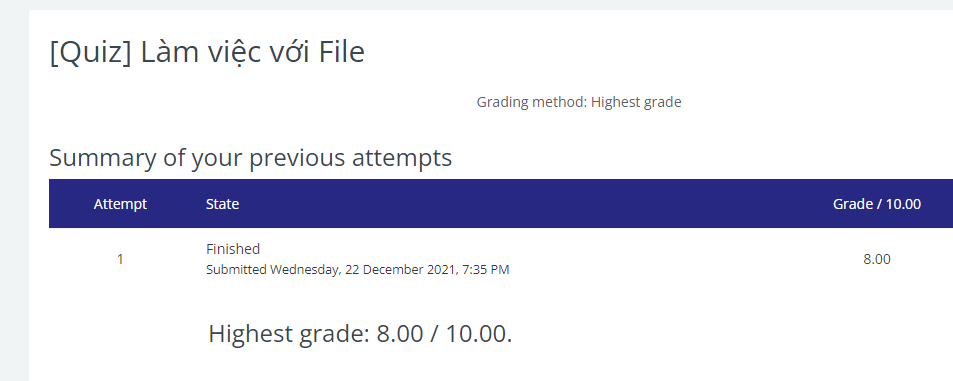 [Quiz] Làm việc với File
Grading method: Highest grade
Summary of your previous attempts
Attempt State Grade / 10.00
1 Finished 8.00
Submitted Wednesday, 22 December 2021, 7:35 PM
Highest grade: 8.00 / 10.00.